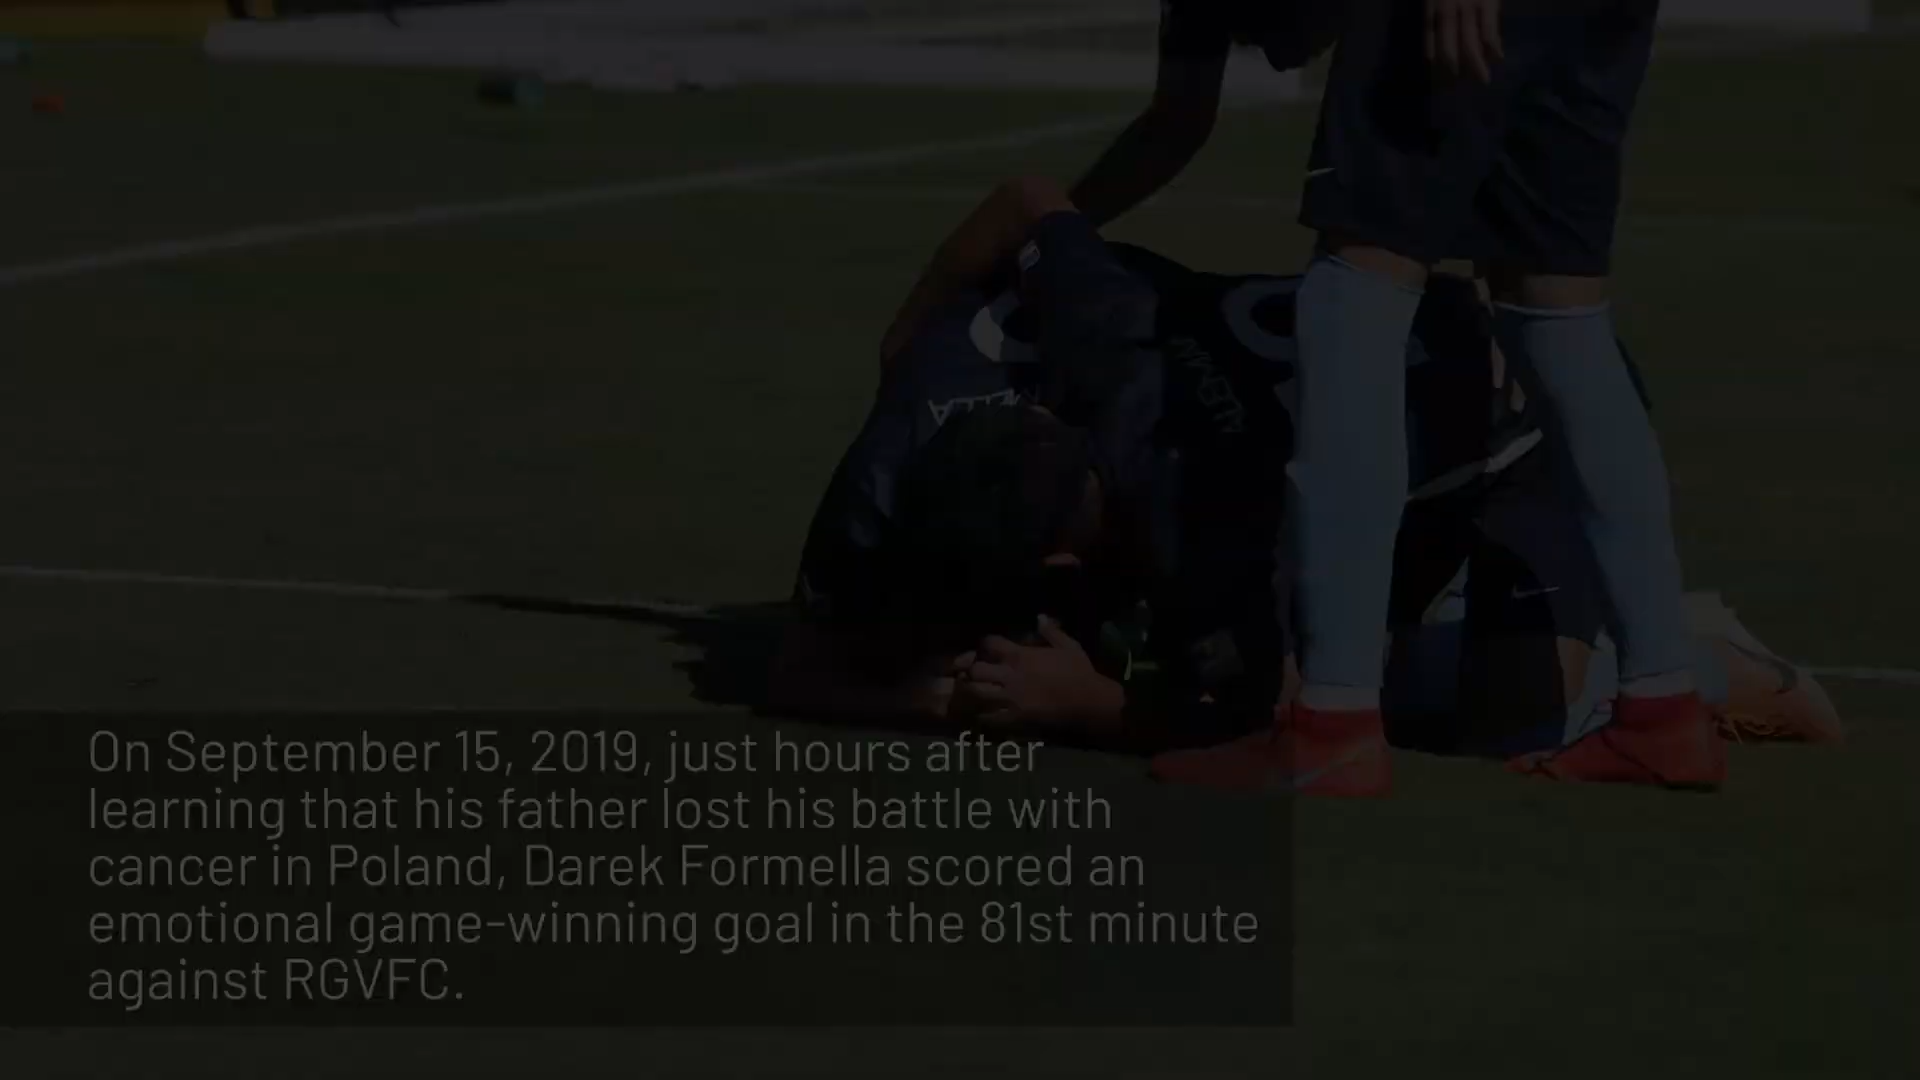 On September 15, 2019, just hours after
learning that his father lost his battle with
cancer in Poland, Darek Formella scored an
emotional game-winning goal in the 81st minute
against RGVFC.